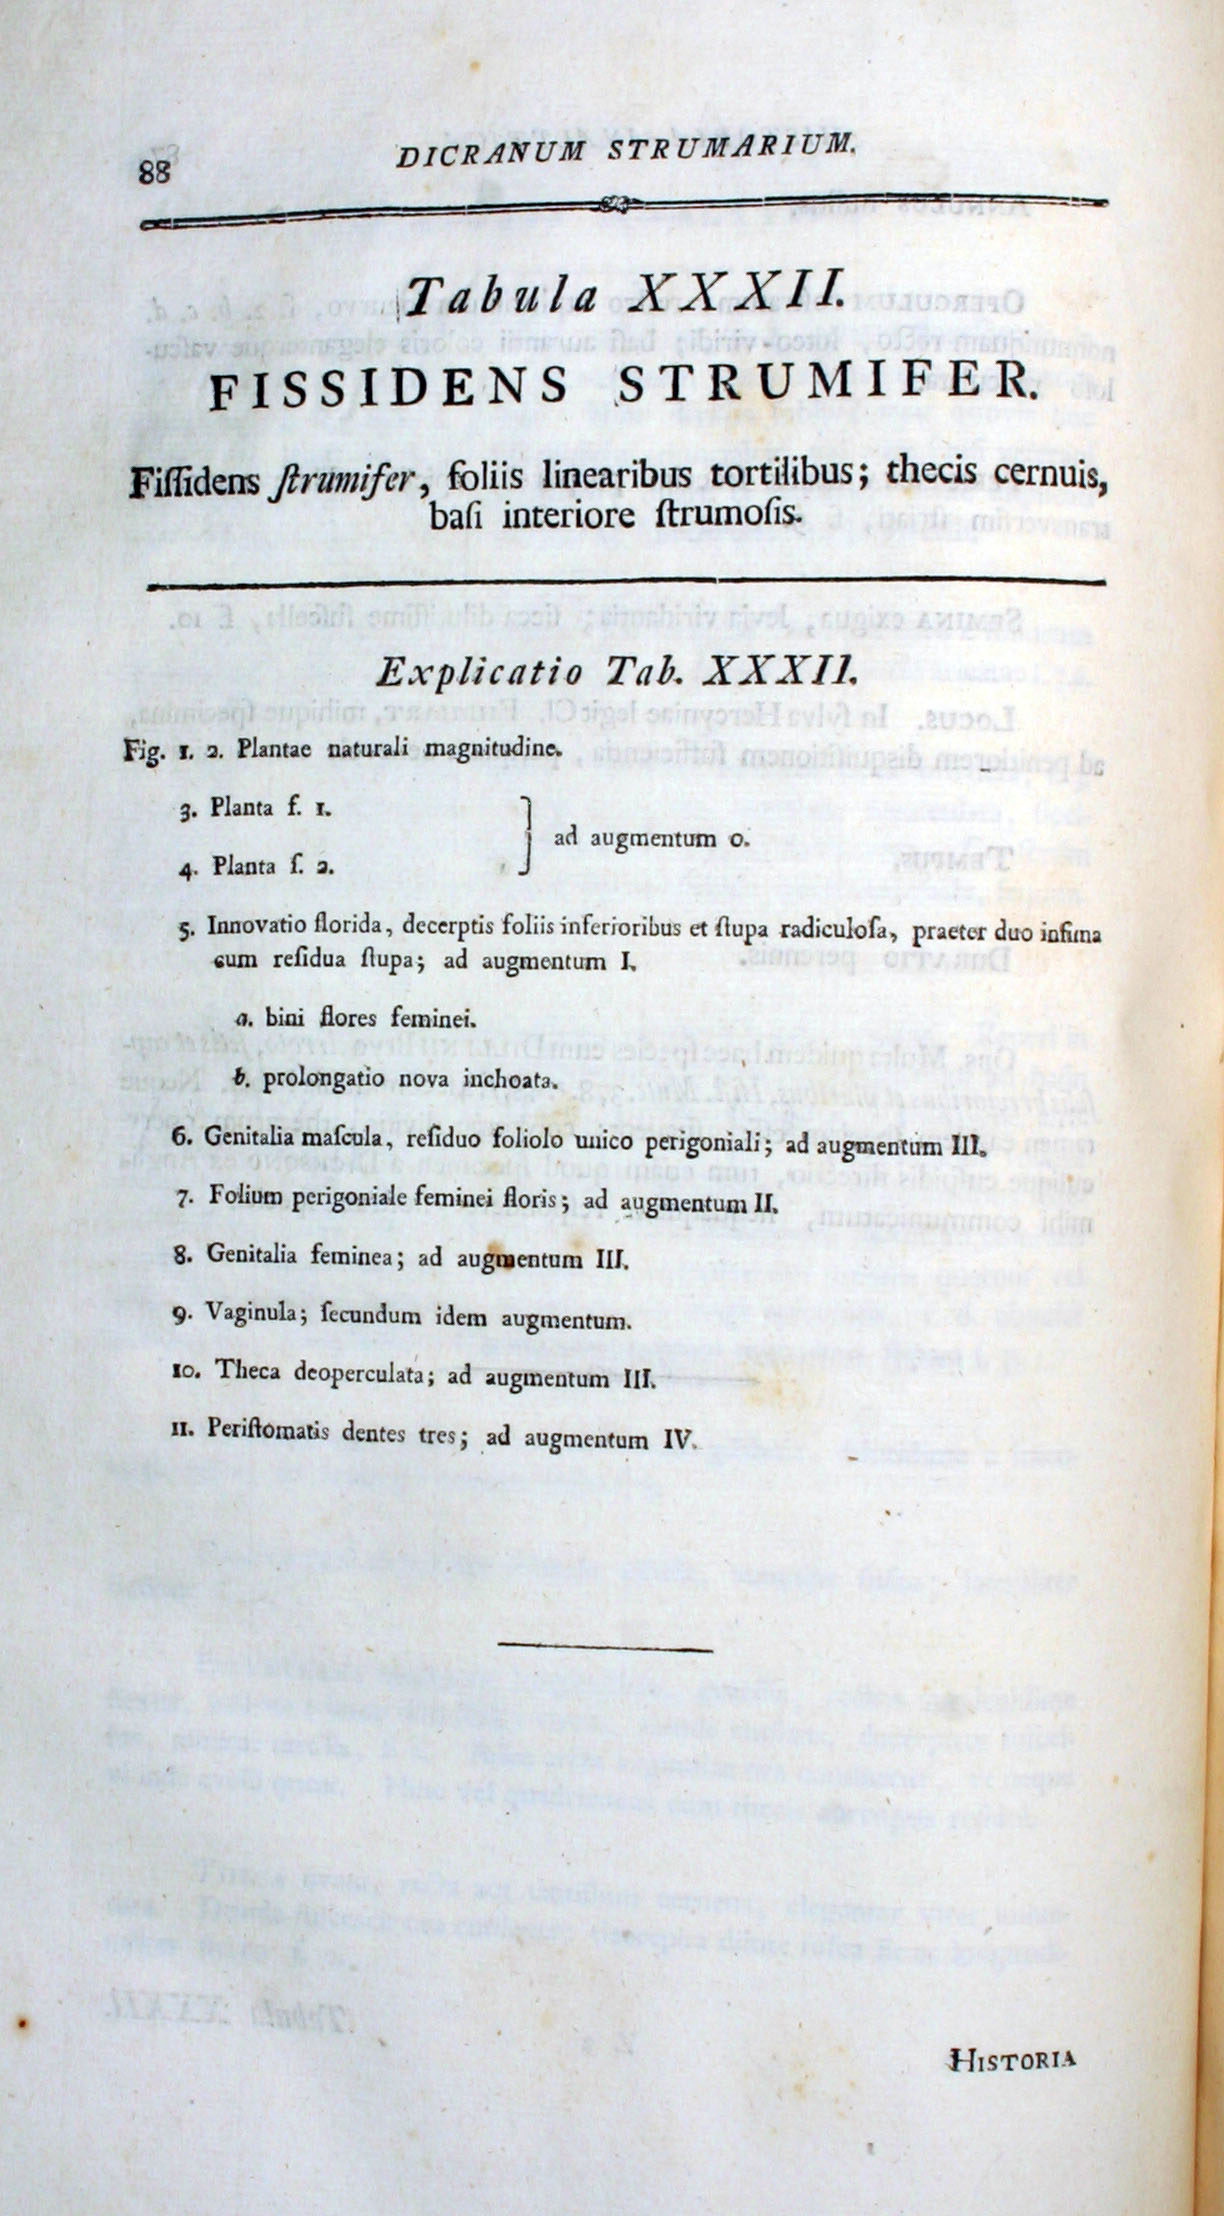 88
DICRANUM STRUMARIUM.
Tabula XXXII.
FISSIDENS STRUMIFER.
Fiſſidens ſtrumifer, foliis linearibus tortilibus; thecis cernuis,
baſi interiore ſtrumoſis.
Explicatio Tab. XXXII.
Fig. 1. 2. Plantae naturali magnitudine.
3. Planta f. 1.
ad augmentum 0.
4. Planta f. 2.
5. Innovatio florida, decerptis foliis inferioribus et ſtupa radiculoſa, praeter duo infima
cum reſidua ſtupa; ad augmentum I.
a. bini flores feminei.
b. prolongatio nova inchoata.
6. Genitalia maſcula, reſiduo foliolo unico perigoniali; ad augmentum III.
7. Folium perigoniale feminei floris; ad augmentum II.
8. Genitalia feminea; ad augmentum III.
9. Vaginula; ſecundum idem augmentum.
10. Theca deoperculata; ad augmentum III.
11. Periſtomatis dentes tres; ad augmentum IV.
HISTORIA